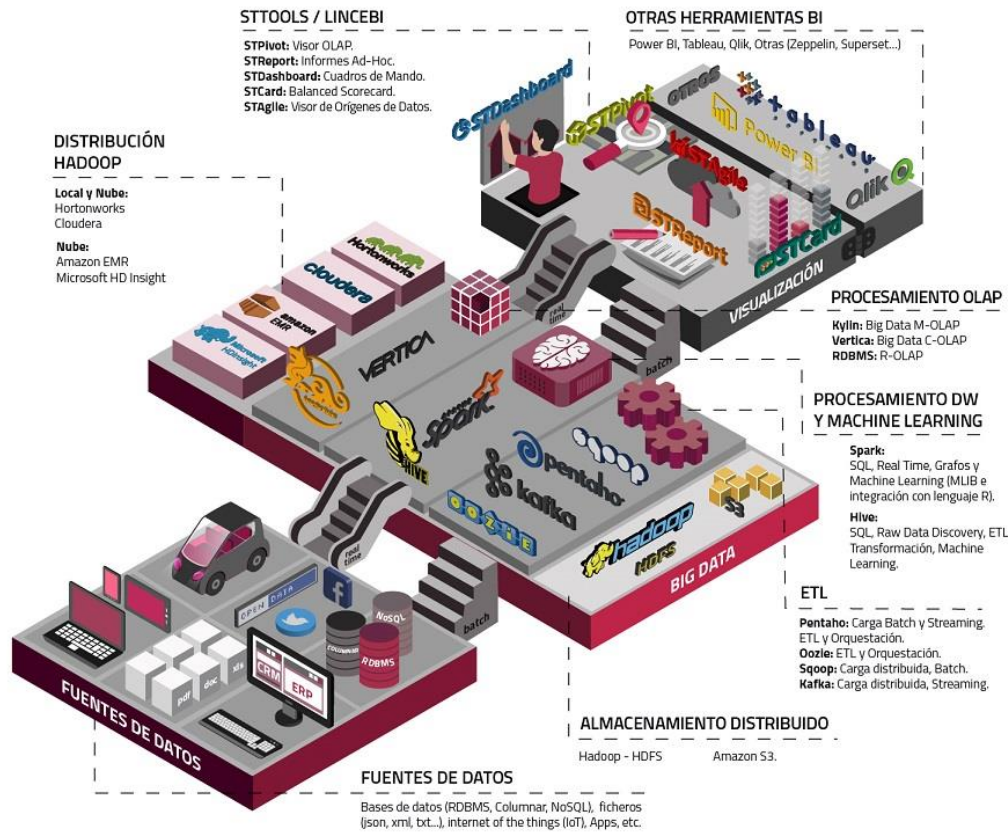 STTOOLS / LINCEBI
STPivot: Visor OLAP.
STReport: Informes Ad-Hoc.
STDashboard: Cuadros de Mando.
STCard: Balanced Scorecard.
STAgile: Visor de Orígenes de Datos.
OTRAS HERRAMIENTAS BI
Power BI, Tableau, Qlik, Otras (Zeppelin, Superset...)
DISTRIBUCIÓN
HADOOP
Local y Nube:
Hortonworks
Cloudera
Nube:
Amazon EMR
Microsoft HD Insight
STDashboard
STPivot
STAgile
STReport
STCard
OTROS
tableau
Power BI
Qlik
VISUALIZACIÓN
Hortonworks
cloudera
amazon
EMR
Microsoft
HDInsight
VERTICA
real
time
batch
PROCESAMIENTO OLAP
Kylin: Big Data M-OLAP
Vertica: Big Data C-OLAP
RDBMS: R-OLAP
PROCESAMIENTO DW
Y MACHINE LEARNING
Spark:
SQL, Real Time, Grafos y
Machine Learning (MLIB e
integración con lenguaje R).
Hive:
SQL, Raw Data Discovery, ETL
Transformación, Machine
Learning.
APACHE
Spark
HIVE
sqoop
pentaho
kafka
OOZIE
S3
hadoop
HDFS
BIG DATA
ETL
Pentaho: Carga Batch y Streaming.
ETL y Orquestación.
Oozie: ETL y Orquestación.
Sqoop: Carga distribuida, Batch.
Kafka: Carga distribuida, Streaming.
real
time
batch
OPEN DATA
NoSQL
COLUMNAR
RDBMS
pdf
doc
xls
CRM
ERP
FUENTES DE DATOS
ALMACENAMIENTO DISTRIBUIDO
Hadoop - HDFS Amazon S3.
FUENTES DE DATOS
Bases de datos (RDBMS, Columnar, NoSQL), ficheros
(json, xml, txt...), internet of the things (IoT), Apps, etc.